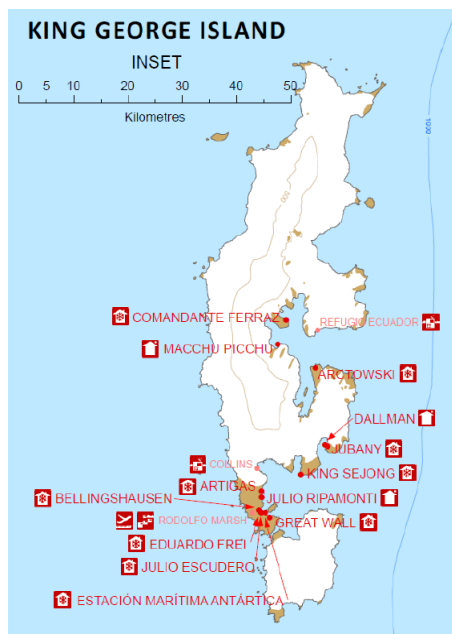 KING GEORGE ISLAND
INSET
0 10 20 30 40 50
Kilometres
1000
500
COMANDANTE FERRAZ
REFUGIO ECUADOR
MACCHU PICCHU
ARCTOWSKI
DALLMAN
JUBANY
COLLINS
KING SEJONG
ARTIGAS
BELLINGSHAUSEN
JULIO RIPAMONTI
RODOLFO MARSH
GREAT WALL
EDUARDO FREI
JULIO ESCUDERO
ESTACIÓN MARÍTIMA ANTÁRTICA